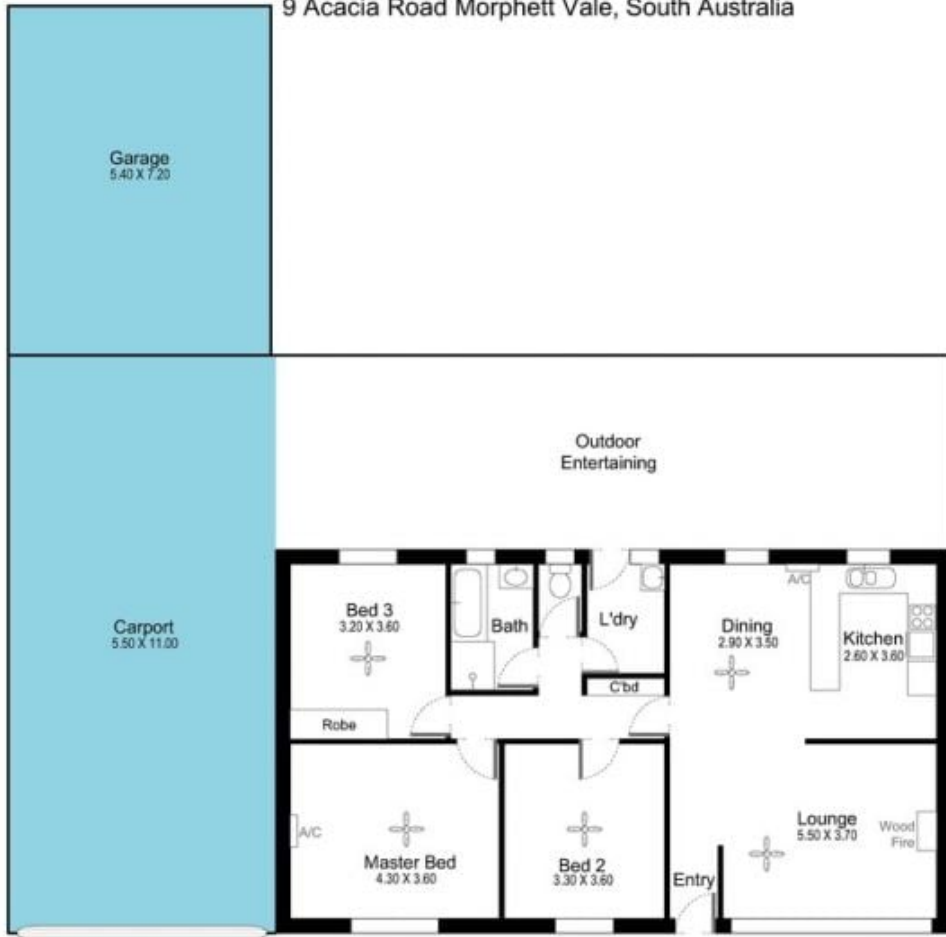 9 Acacia Road Morphett Vale, South Australia
Garage
5.40 X 7.20
Outdoor
Entertaining
Carport
5.50 X 11.00
Bed 3
3.20 X 3.60
Robe
Bath
L'dry
C'bd
Dining
2.90 X 3.50
A/C
Kitchen
2.60 X 3.60
A/C
Master Bed
4.30 X 3.60
Bed 2
3.30 X 3.60
Entry
Lounge
5.50 X 3.70
Wood
Fire